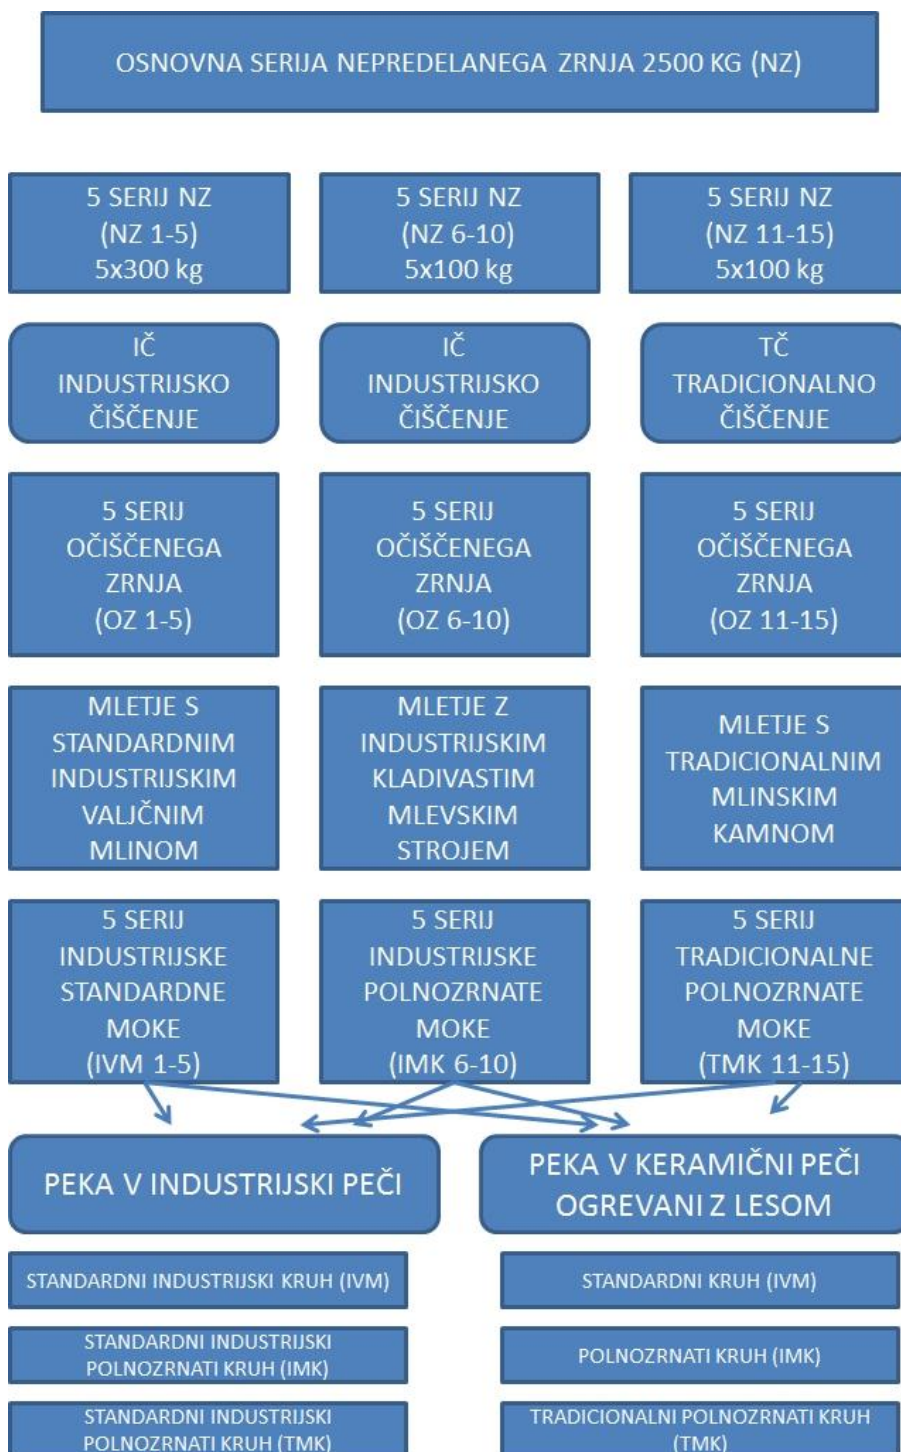 OSNOVNA SERIJA NEPREDELANEGA ZRNJA 2500 KG (NZ)
5 SERIJ NZ
(NZ 1-5)
5x300 kg
5 SERIJ NZ
(NZ 6-10)
5x100 kg
5 SERIJ NZ
(NZ 11-15)
5x100 kg
IČ
INDUSTRIJSKO
ČIŠČENJE
IČ
INDUSTRIJSKO
ČIŠČENJE
TČ
TRADICIONALNO
ČIŠČENJE
5 SERIJ
OČIŠČENEGA
ZRNJA
(OZ 1-5)
5 SERIJ
OČIŠČENEGA
ZRNJA
(OZ 6-10)
5 SERIJ
OČIŠČENEGA
ZRNJA
(OZ 11-15)
MLETJE S
STANDARDNIM
INDUSTRIJSKIM
VALJČNIM
MLINOM
MLETJE Z
INDUSTRIJSKIM
KLADIVASTIM
MLEVSKIM
STROJEM
MLETJE S
TRADICIONALNIM
MLINSKIM
KAMNOM
5 SERIJ
INDUSTRIJSKE
STANDARDNE
MOKE
(IVM 1-5)
5 SERIJ
INDUSTRIJSKE
POLNOZRNATE
MOKE
(IMK 6-10)
5 SERIJ
TRADICIONALNE
POLNOZRNATE
MOKE
(TMK 11-15)
PEKA V INDUSTRIJSKI PEČI
PEKA V KERAMIČNI PEČI
OGREVANI Z LESOM
STANDARDNI INDUSTRIJSKI KRUH (IVM)
STANDARDNI KRUH (IVM)
STANDARDNI INDUSTRIJSKI
POLNOZRNATI KRUH (IMK)
POLNOZRNATI KRUH (IMK)
STANDARDNI INDUSTRIJSKI
POLNOZRNATI KRUH (TMK)
TRADICIONALNI POLNOZRNATI KRUH
(TMK)